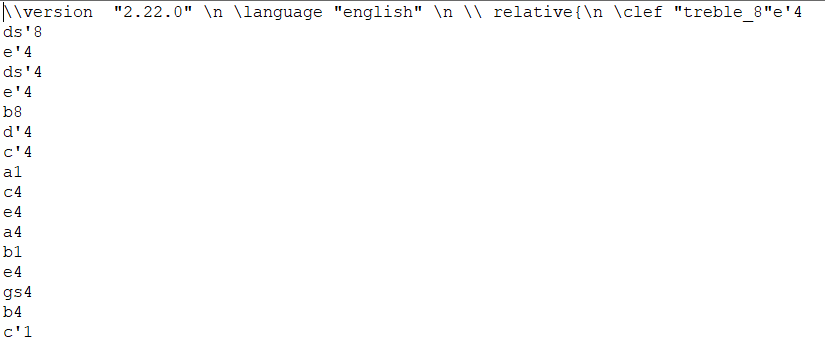 \\version  "2.22.0" \n \language "english" \n \\ relative{\n \clef "treble_8"e'4
ds'8
e'4
ds'4
e'4
b8
d'4
c'4
a1
c4
e4
a4
b1
e4
gs4
b4
c'1